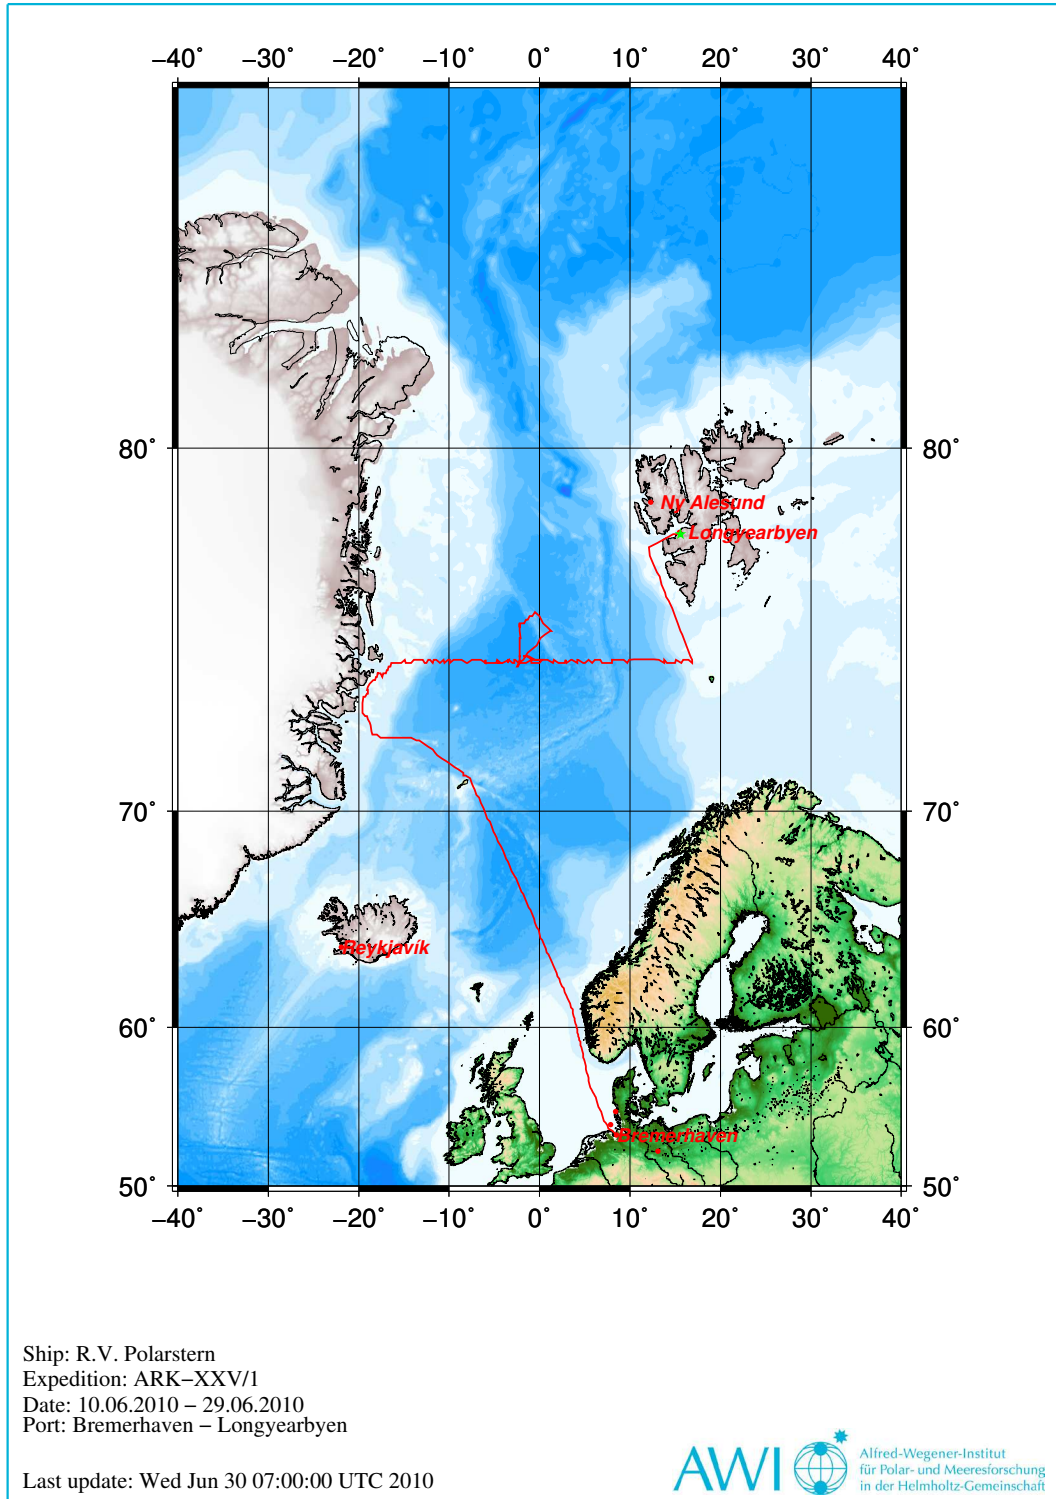 −40˚ −30˚ −20˚ −10˚ 0˚ 10˚ 20˚ 30˚ 40˚
80˚ 80˚
Ny Alesund
Longyearbyen
70˚ 70˚
Reykjavík
60˚ 60˚
Bremerhaven
50˚ 50˚
−40˚ −30˚ −20˚ −10˚ 0˚ 10˚ 20˚ 30˚ 40˚
Ship: R.V. Polarstern
Expedition: ARK−XXV/1
Date: 10.06.2010 − 29.06.2010
Port: Bremerhaven − Longyearbyen
Last update: Wed Jun 30 07:00:00 UTC 2010
AWI
Alfred-Wegener-Institut
für Polar- und Meeresforschung
in der Helmholtz-Gemeinschaft